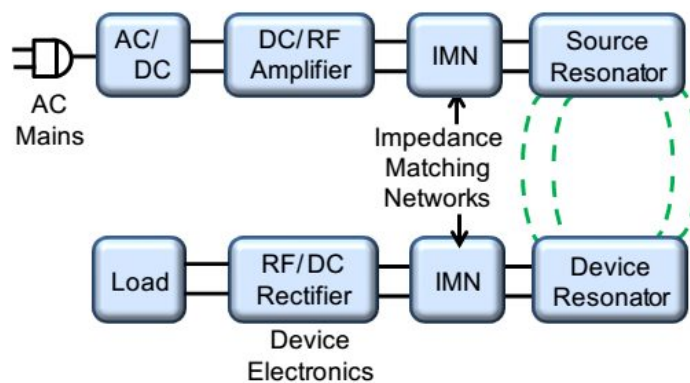 AC/
DC
DC/RF
Amplifier
IMN
Source
Resonator
AC
Mains
Impedance
Matching
Networks
Load
RF/DC
Rectifier
IMN
Device
Resonator
Device
Electronics